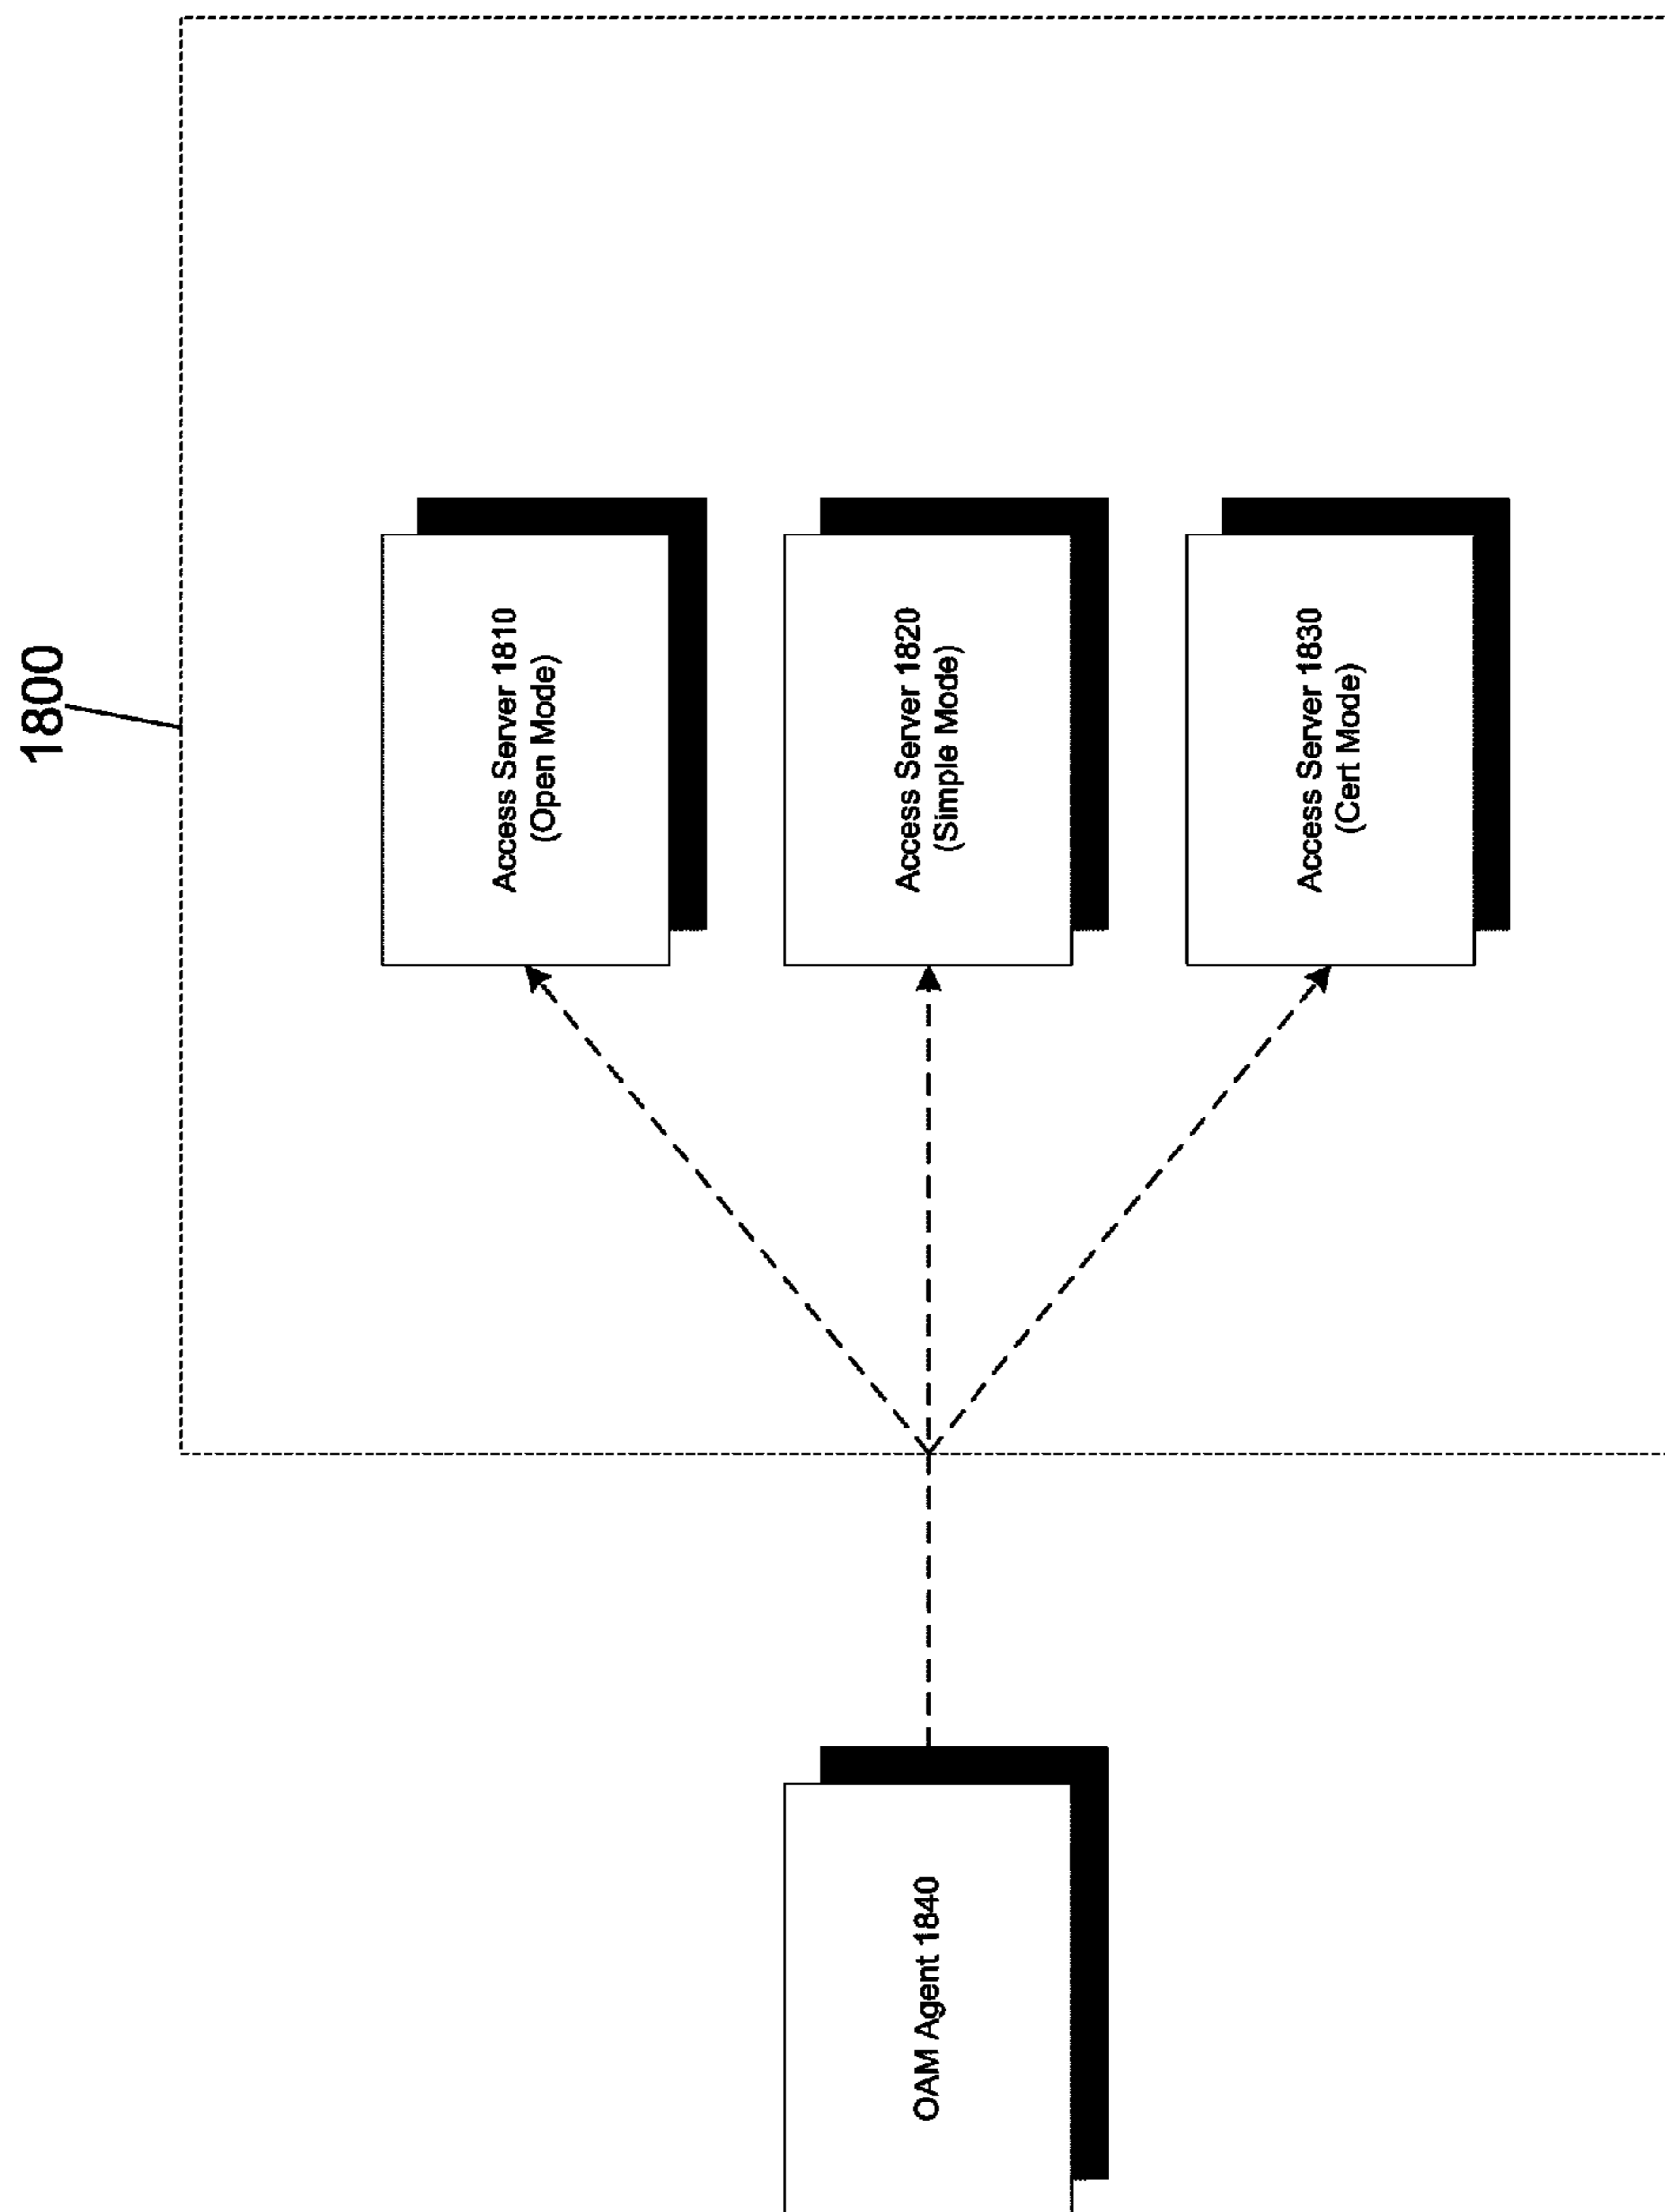 1800
Access Server 1810
(Open Mode)
Access Server 1820
(Simple Mode)
Access Server 1830
(Cert Mode)
OAM Agent 1840